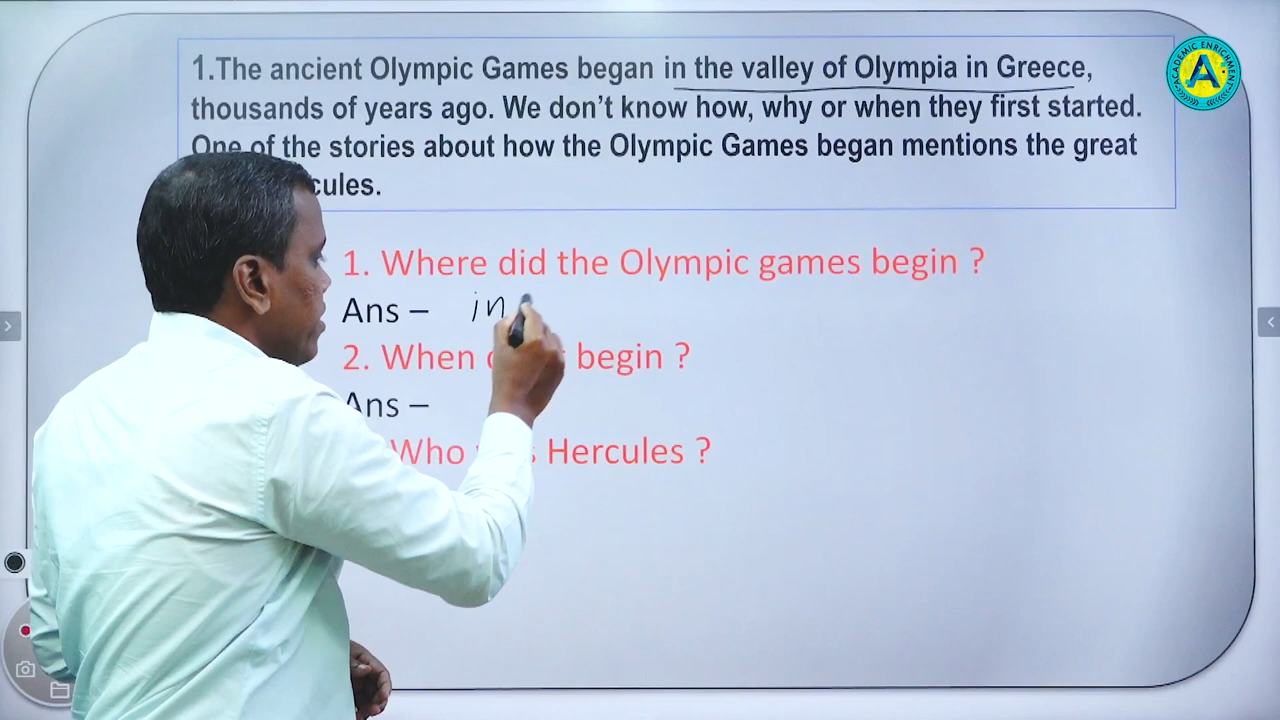 1.The ancient Olympic Games began in the valley of Olympia in Greece,
thousands of years ago. We don’t know how, why or when they first started.
One of the stories about how the Olympic Games began mentions the great
cules.
1. Where did the Olympic games begin ?
Ans – in
2. When begin ?
Ans –
Who Hercules ?
ACADEMIC ENRICHMENT
A